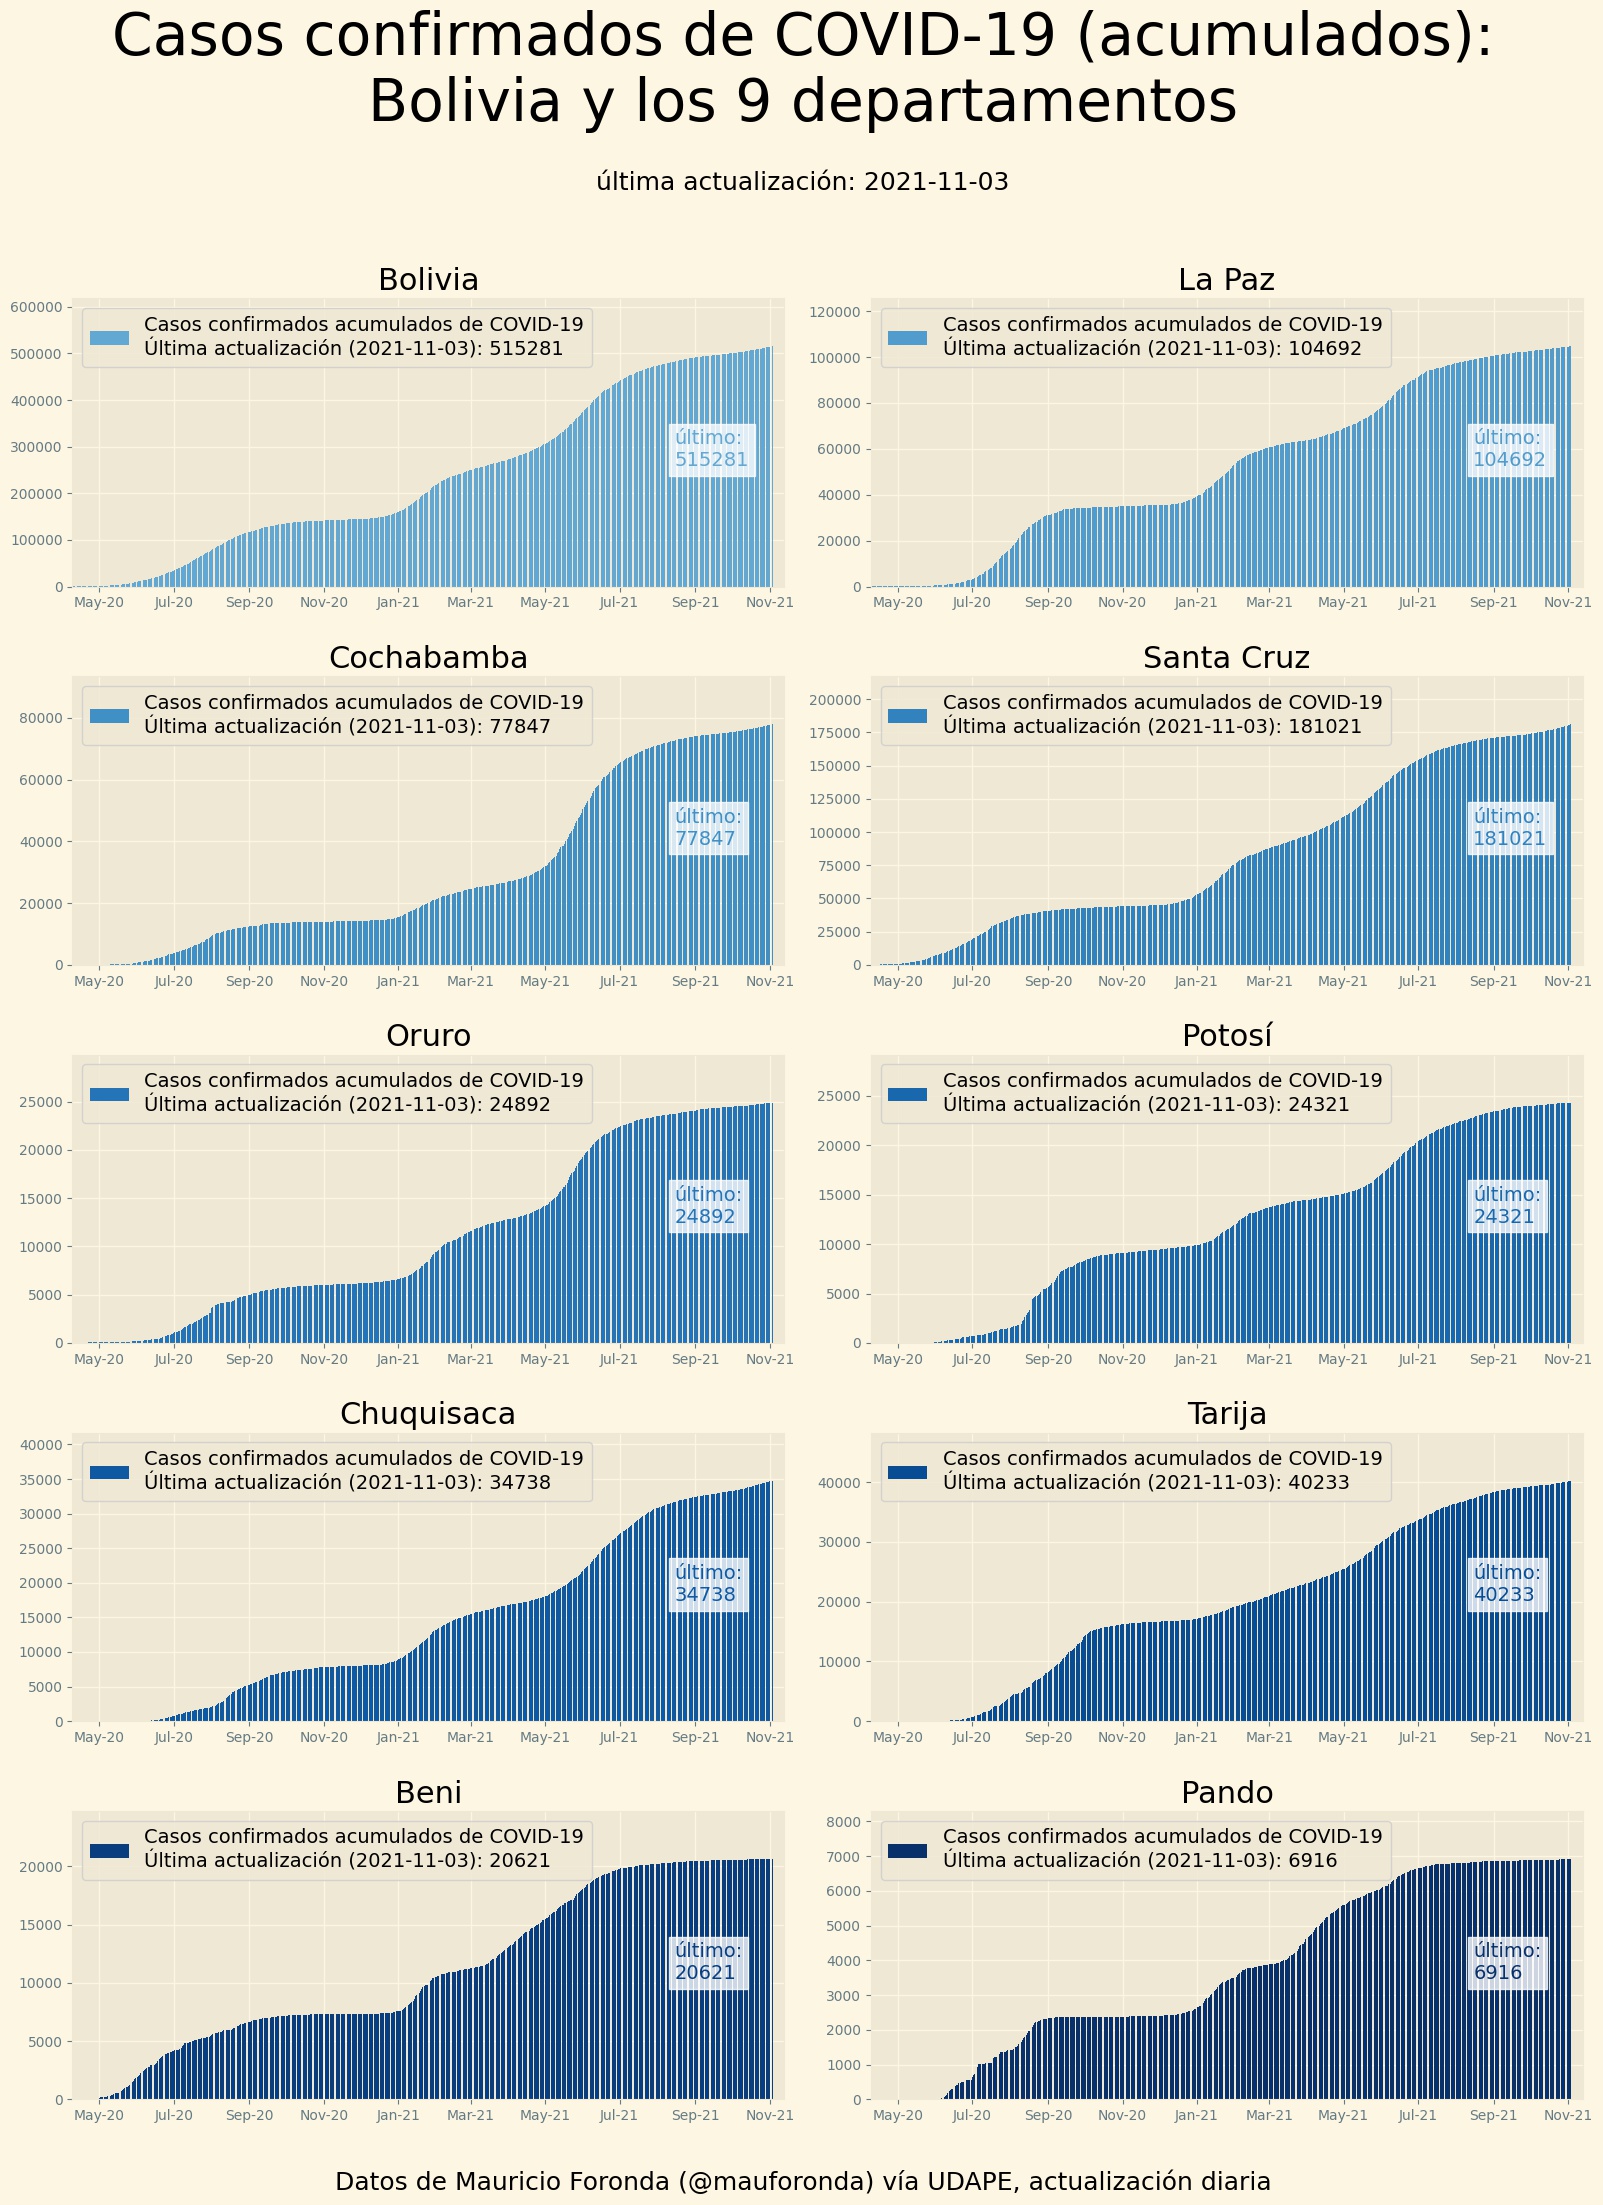 Casos confirmados de COVID-19 (acumulados):
Bolivia y los 9 departamentos
última actualización: 2021-11-03
Bolivia
600000
500000
400000
300000
200000
100000
0
Casos confirmados acumulados de COVID-19
Última actualización (2021-11-03): 515281
último:
515281
May-20 Jul-20 Sep-20 Nov-20 Jan-21 Mar-21 May-21 Jul-21 Sep-21 Nov-21
La Paz
120000
100000
80000
60000
40000
20000
0
Casos confirmados acumulados de COVID-19
Última actualización (2021-11-03): 104692
último:
104692
May-20 Jul-20 Sep-20 Nov-20 Jan-21 Mar-21 May-21 Jul-21 Sep-21 Nov-21
Cochabamba
80000
60000
40000
20000
0
Casos confirmados acumulados de COVID-19
Última actualización (2021-11-03): 77847
último:
77847
May-20 Jul-20 Sep-20 Nov-20 Jan-21 Mar-21 May-21 Jul-21 Sep-21 Nov-21
Santa Cruz
200000
175000
150000
125000
100000
75000
50000
25000
0
Casos confirmados acumulados de COVID-19
Última actualización (2021-11-03): 181021
último:
181021
May-20 Jul-20 Sep-20 Nov-20 Jan-21 Mar-21 May-21 Jul-21 Sep-21 Nov-21
Oruro
25000
20000
15000
10000
5000
0
Casos confirmados acumulados de COVID-19
Última actualización (2021-11-03): 24892
último:
24892
May-20 Jul-20 Sep-20 Nov-20 Jan-21 Mar-21 May-21 Jul-21 Sep-21 Nov-21
Potosí
25000
20000
15000
10000
5000
0
Casos confirmados acumulados de COVID-19
Última actualización (2021-11-03): 24321
último:
24321
May-20 Jul-20 Sep-20 Nov-20 Jan-21 Mar-21 May-21 Jul-21 Sep-21 Nov-21
Chuquisaca
40000
35000
30000
25000
20000
15000
10000
5000
0
Casos confirmados acumulados de COVID-19
Última actualización (2021-11-03): 34738
último:
34738
May-20 Jul-20 Sep-20 Nov-20 Jan-21 Mar-21 May-21 Jul-21 Sep-21 Nov-21
Tarija
40000
30000
20000
10000
0
Casos confirmados acumulados de COVID-19
Última actualización (2021-11-03): 40233
último:
40233
May-20 Jul-20 Sep-20 Nov-20 Jan-21 Mar-21 May-21 Jul-21 Sep-21 Nov-21
Beni
20000
15000
10000
5000
0
Casos confirmados acumulados de COVID-19
Última actualización (2021-11-03): 20621
último:
20621
May-20 Jul-20 Sep-20 Nov-20 Jan-21 Mar-21 May-21 Jul-21 Sep-21 Nov-21
Pando
8000
7000
6000
5000
4000
3000
2000
1000
0
Casos confirmados acumulados de COVID-19
Última actualización (2021-11-03): 6916
último:
6916
May-20 Jul-20 Sep-20 Nov-20 Jan-21 Mar-21 May-21 Jul-21 Sep-21 Nov-21
Datos de Mauricio Foronda (@mauforonda) vía UDAPE, actualización diaria